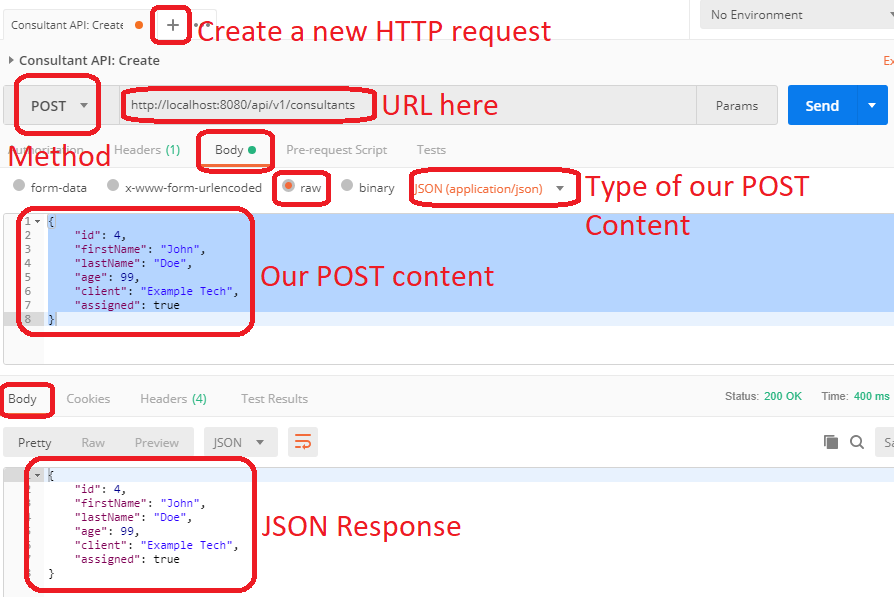 Consultant API: Create
No Environment
Create a new HTTP request
Consultant API: Create
POST
http://localhost:8080/api/v1/consultants
URL here
Params
Send
Authorization
Headers (1)
Body
Pre-request Script
Tests
Method
form-data
x-www-form-urlencoded
raw
binary
JSON (application/json)
Type of our POST
Content
1 {
2 "id": 4,
3 "firstName": "John",
4 "lastName": "Doe",
5 "age": 99,
6 "client": "Example Tech",
7 "assigned": true
8 }
Our POST content
Body
Cookies
Headers (4)
Test Results
Status: 200 OK
Time: 400 ms
Pretty
Raw
Preview
JSON
{
"id": 4,
"firstName": "John",
"lastName": "Doe",
"age": 99,
"client": "Example Tech",
"assigned": true
}
JSON Response